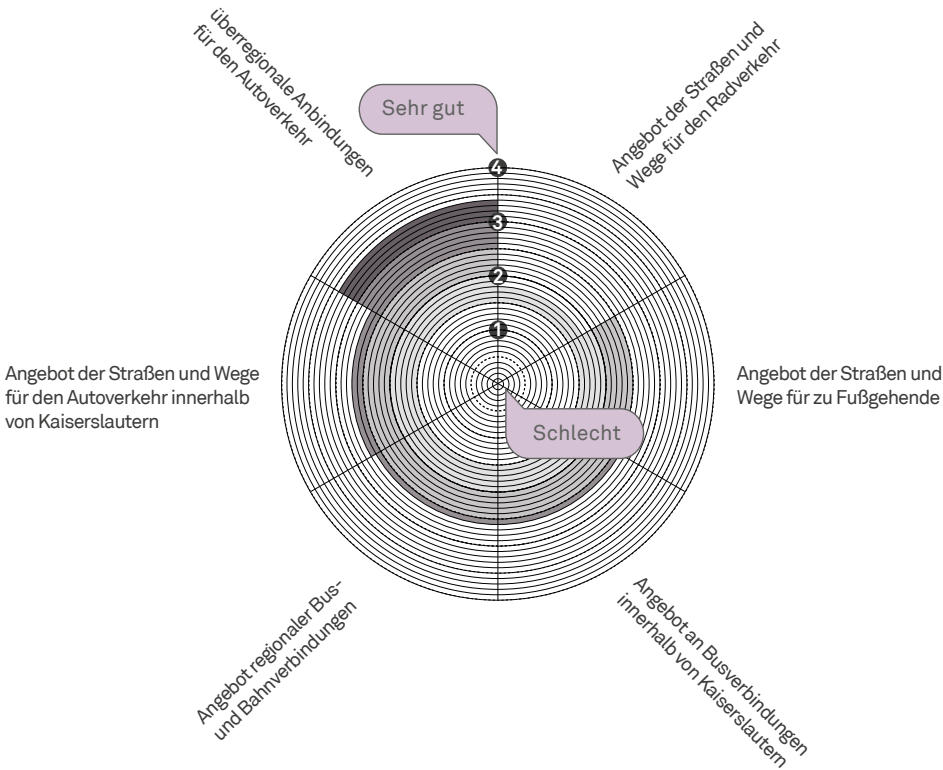 überregionale Anbindungen
für den Autoverkehr
Angebot der Straßen und
Wege für den Radverkehr
Sehr gut
4
3
2
1
Angebot der Straßen und Wege
für den Autoverkehr innerhalb
von Kaiserslautern
Angebot der Straßen und
Wege für zu Fußgehende
Schlecht
Angebot regionaler Bus-
und Bahnverbindungen
Angebot an Busverbindungen
innerhalb von Kaiserslautern